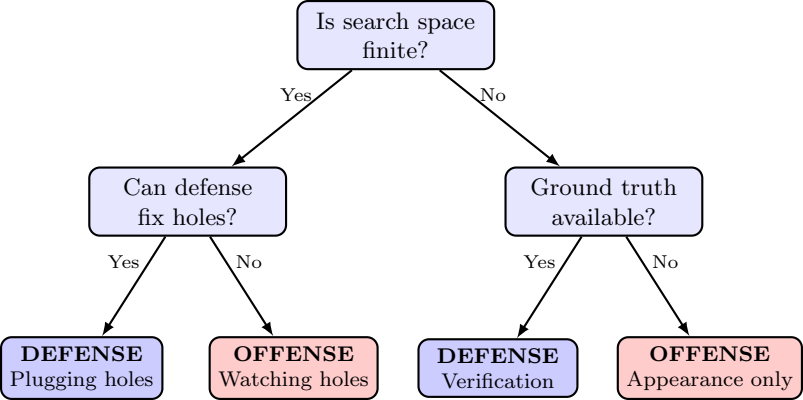 Is search space
finite?
Yes
No
Can defense
fix holes?
Ground truth
available?
Yes
No
Yes
No
DEFENSE
Plugging holes
OFFENSE
Watching holes
DEFENSE
Verification
OFFENSE
Appearance only